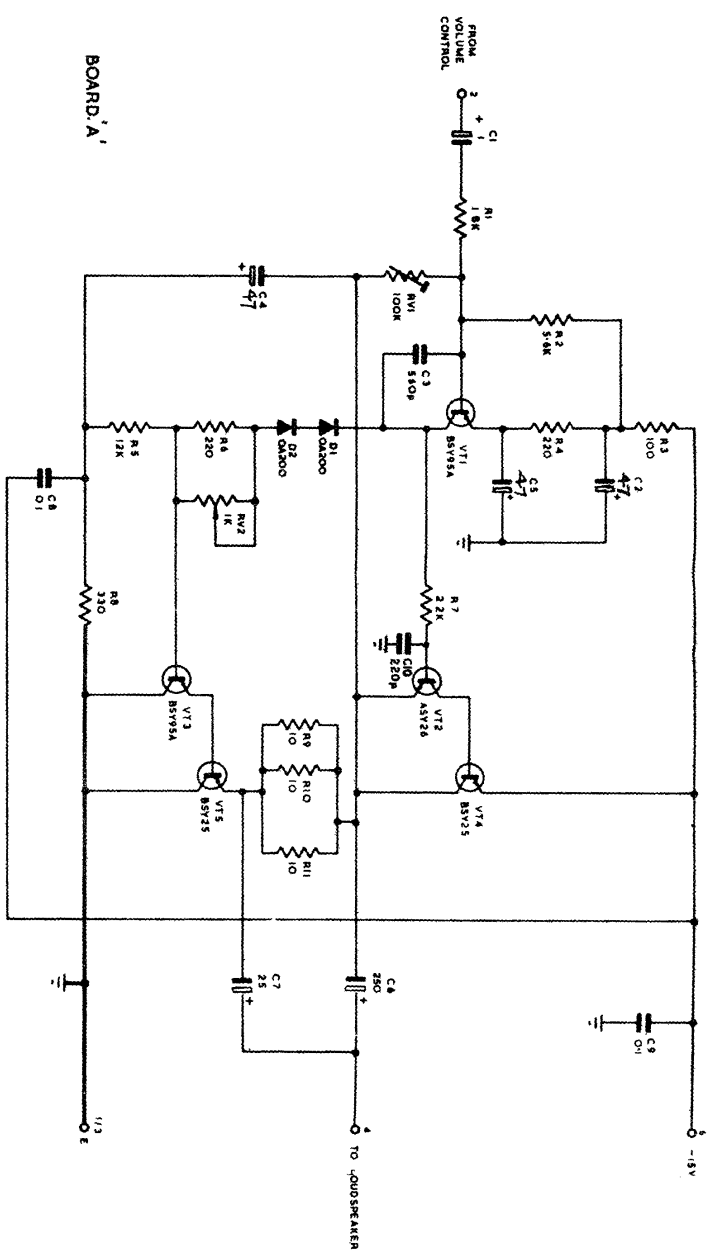 6
-15V
R3
100
C9
0·1
C2
47
R2
5·6K
R4
220
C5
47
FROM
VOLUME
CONTROL
2
C1
+
1
R1
1 8K
VT1
BSY95A
VT4
BSY25
R7
2 2K
VT2
ASY26
C10
220p
C3
RV1
100K
D1
OA200
D2
OA200
C6
250
+
4
TO LOUDSPEAKER
R9
10
R10
10
R11
10
C4
47
+
R6
220
RV2
1K
C7
25
+
VT5
BSY25
VT3
BSY95A
R5
12K
R8
330
1/3
E
C8
01
BOARD.'A'